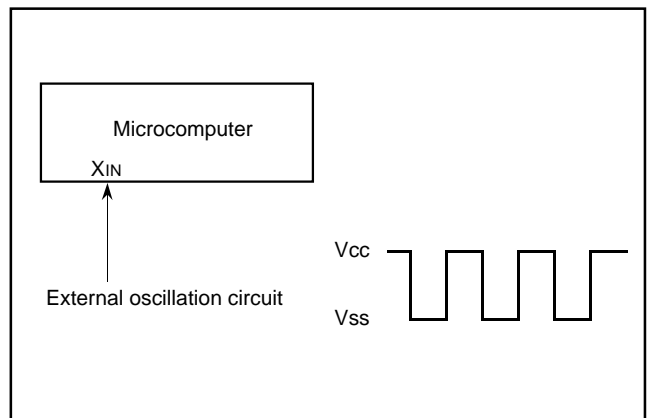 Microcomputer
XIN
External oscillation circuit
Vcc
Vss